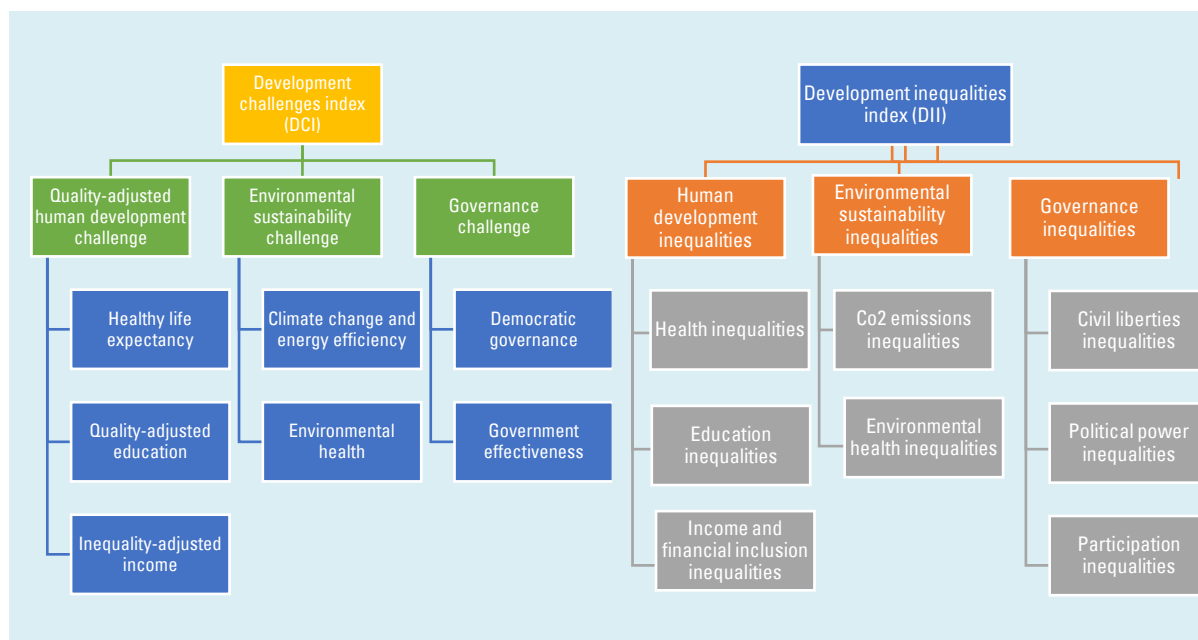 Development
challenges index
(DCI)
Quality-adjusted
human development
challenge
Environmental
sustainability
challenge
Governance
challenge
Healthy life
expectancy
Climate change and
energy efficiency
Democratic
governance
Quality-adjusted
education
Environmental
health
Government
effectiveness
Inequality-adjusted
income
Development inequalities
index (DII)
Human
development
inequalities
Environmental
sustainability
inequalities
Governance
inequalities
Health inequalities
Co2 emissions
inequalities
Civil liberties
inequalities
Education
inequalities
Environmental
health inequalities
Political power
inequalities
Income and
financial inclusion
inequalities
Participation
inequalities